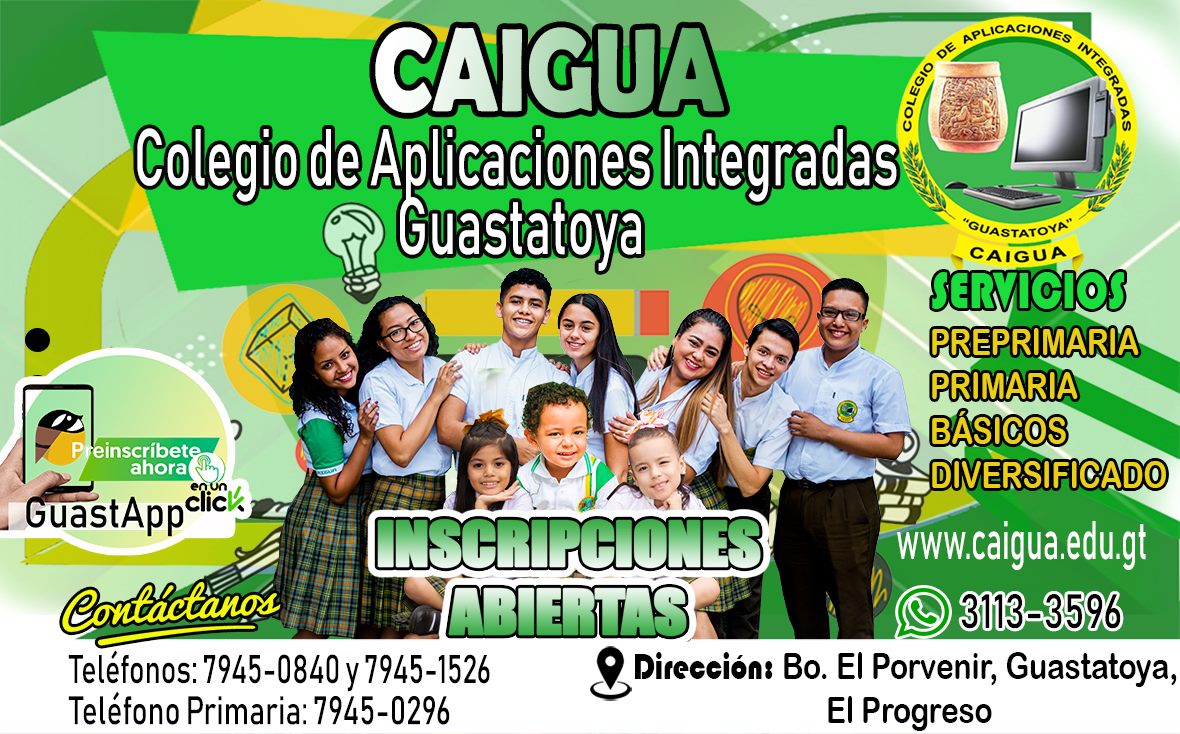 CAIGUA
Colegio de Aplicaciones Integradas
Guastatoya
COLEGIO DE APLICACIONES INTEGRADAS
"GUASTATOYA"
CAIGUA
SERVICIOS
PREPRIMARIA
PRIMARIA
BÁSICOS
DIVERSIFICADO
Preinscríbete
ahora
en un
click
GuastApp
INSCRIPCIONES
ABIERTAS
www.caigua.edu.gt
3113-3596
Contáctanos
Teléfonos: 7945-0840 y 7945-1526
Teléfono Primaria: 7945-0296
Dirección: Bo. El Porvenir, Guastatoya,
El Progreso